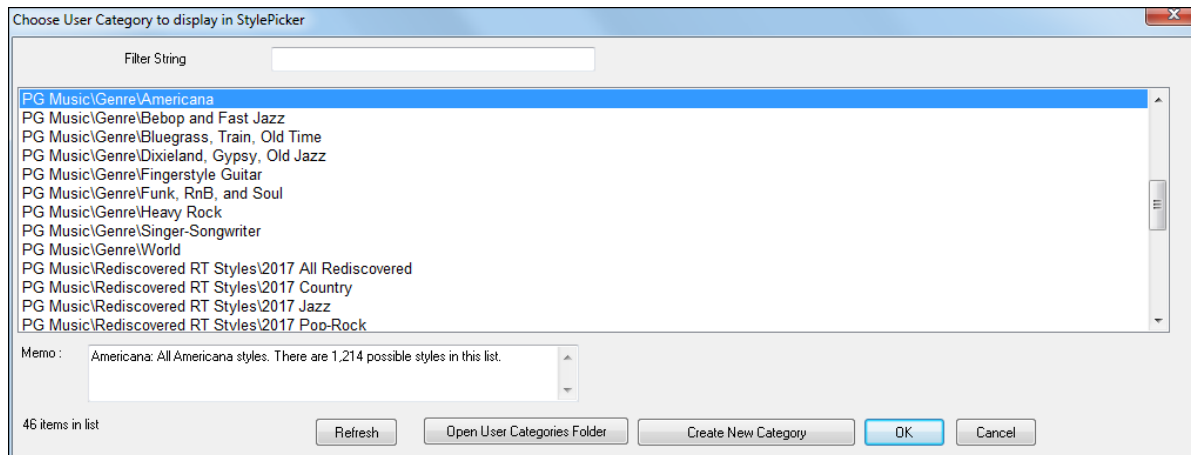 Choose User Category to display in StylePicker
Filter String
PG Music\Genre\Americana
PG Music\Genre\Bebop and Fast Jazz
PG Music\Genre\Bluegrass, Train, Old Time
PG Music\Genre\Dixieland, Gypsy, Old Jazz
PG Music\Genre\Fingerstyle Guitar
PG Music\Genre\Funk, RnB, and Soul
PG Music\Genre\Heavy Rock
PG Music\Genre\Singer-Songwriter
PG Music\Genre\World
PG Music\Rediscovered RT Styles\2017 All Rediscovered
PG Music\Rediscovered RT Styles\2017 Country
PG Music\Rediscovered RT Styles\2017 Jazz
PG Music\Rediscovered RT Styles\2017 Pop-Rock
Memo : Americana: All Americana styles. There are 1,214 possible styles in this list.
46 items in list Refresh Open User Categories Folder Create New Category OK Cancel